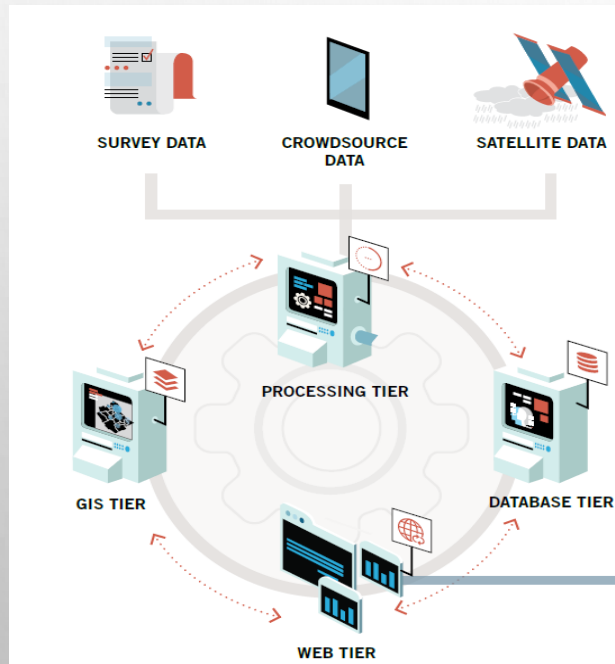 SURVEY DATA
CROWDSOURCE
DATA
SATELLITE DATA
PROCESSING TIER
GIS TIER
DATABASE TIER
WEB TIER